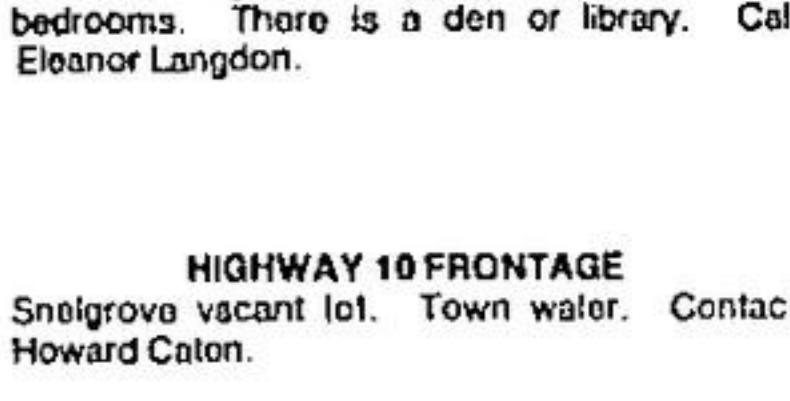 bedrooms. There is a den or library. Cal
Eleanor Langdon.
HIGHWAY 10 FRONTAGE
Snelgrove vacant lot. Town water. Contac
Howard Caton.